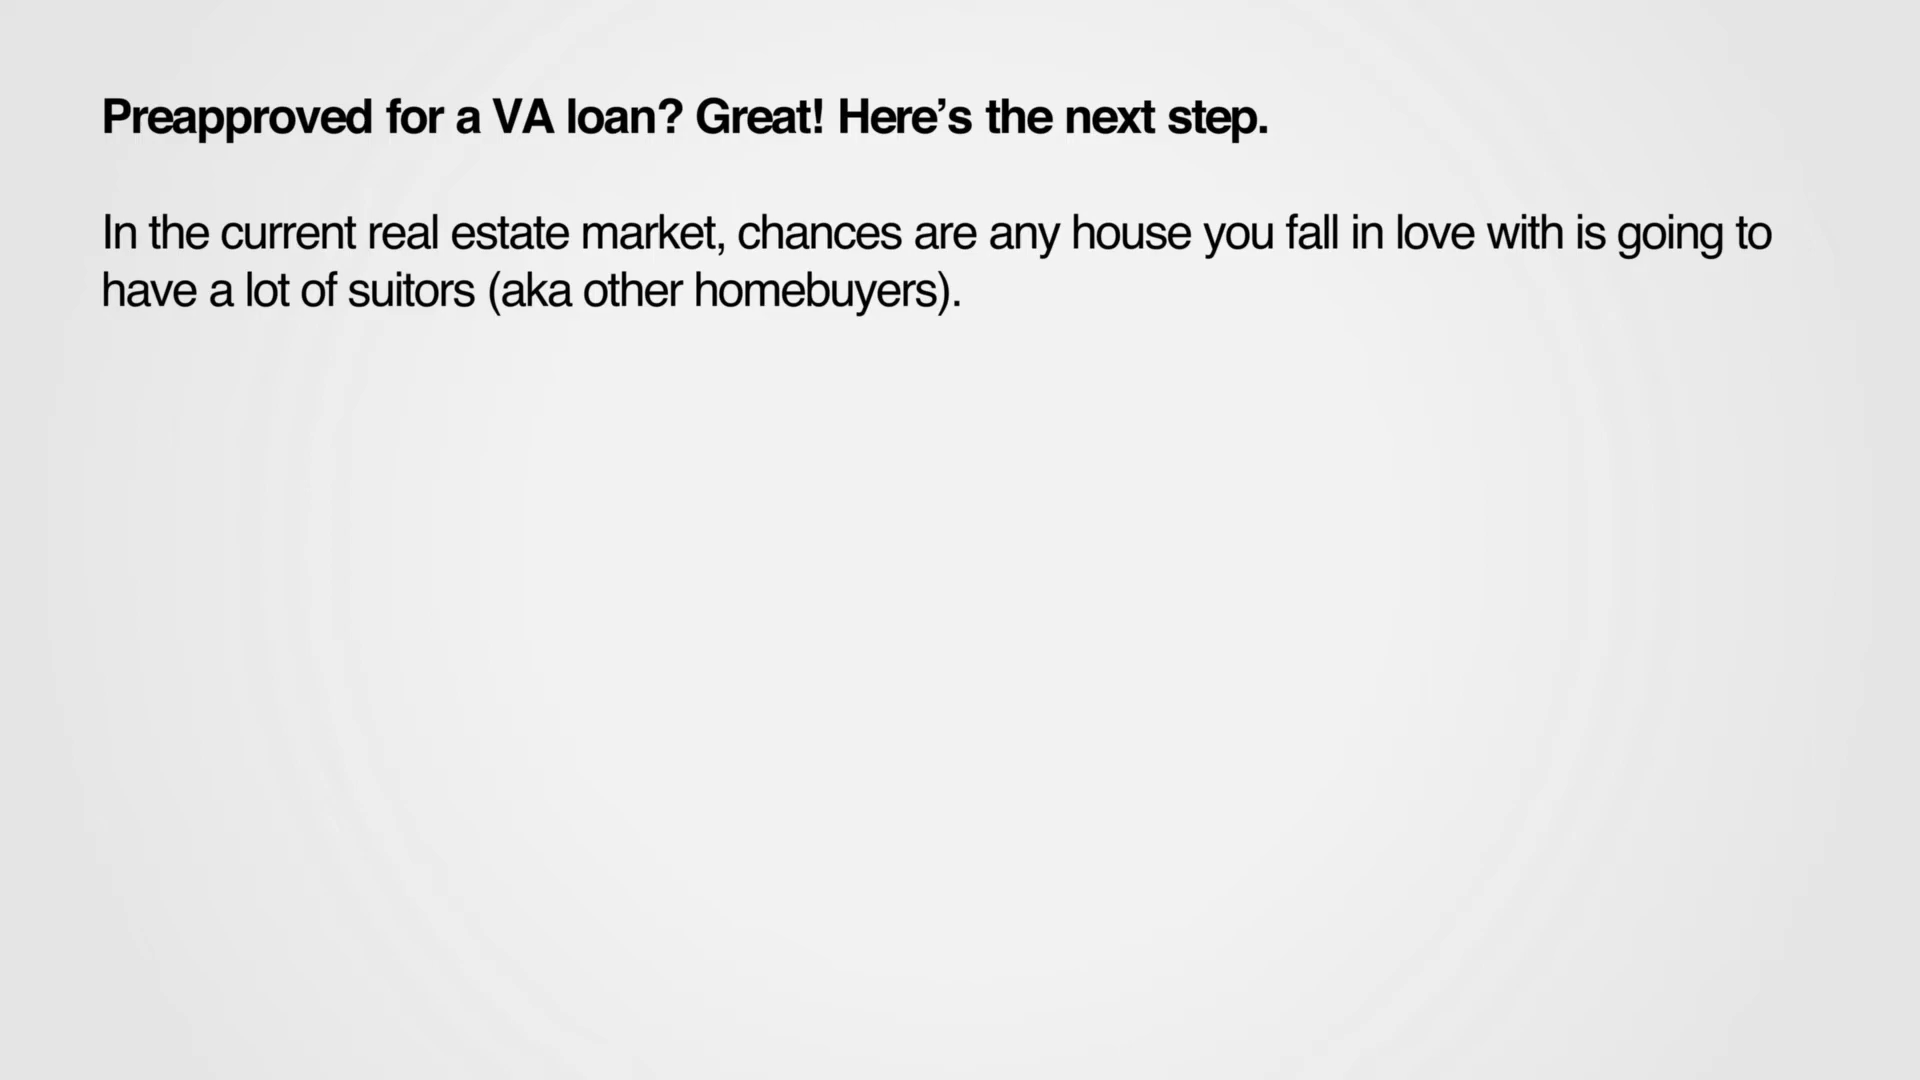 Preapproved for a VA loan? Great! Here’s the next step.
In the current real estate market, chances are any house you fall in love with is going to
have a lot of suitors (aka other homebuyers).